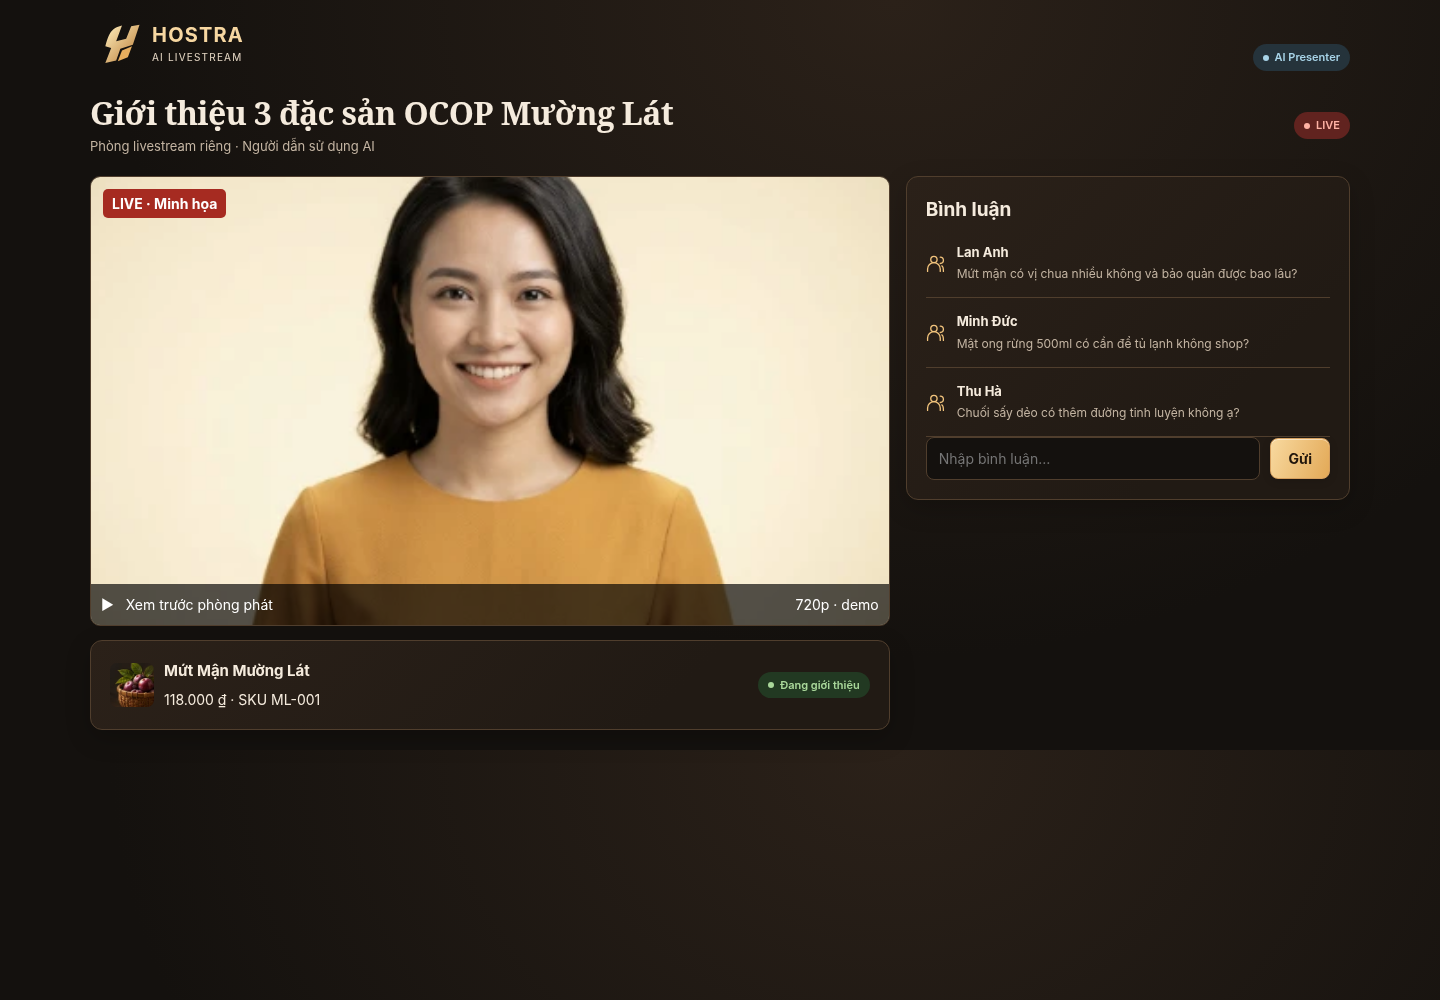 HOSTRA
AI LIVESTREAM
AI Presenter
Giới thiệu 3 đặc sản OCOP Mường Lát
Phòng livestream riêng · Người dẫn sử dụng AI
LIVE
LIVE · Minh họa
Xem trước phòng phát
720p · demo
Mứt Mận Mường Lát
118.000 ₫ · SKU ML-001
Đang giới thiệu
Bình luận
Lan Anh
Mứt mận có vị chua nhiều không và bảo quản được bao lâu?
Minh Đức
Mật ong rừng 500ml có cần để tủ lạnh không shop?
Thu Hà
Chuối sấy dẻo có thêm đường tinh luyện không ạ?
Nhập bình luận...
Gửi